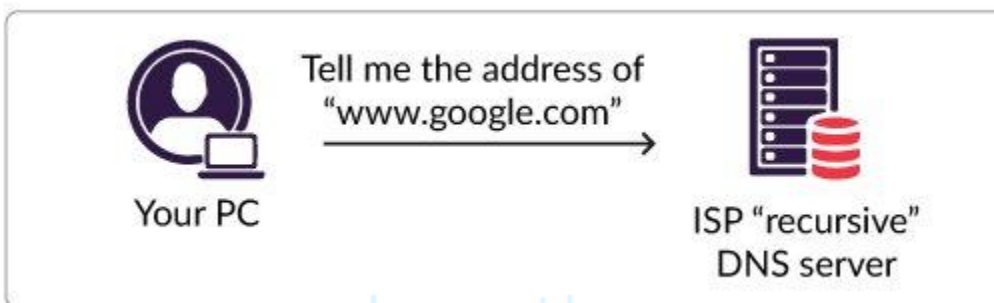 Tell me the address of
“www.google.com”
Your PC
ISP “recursive”
DNS server